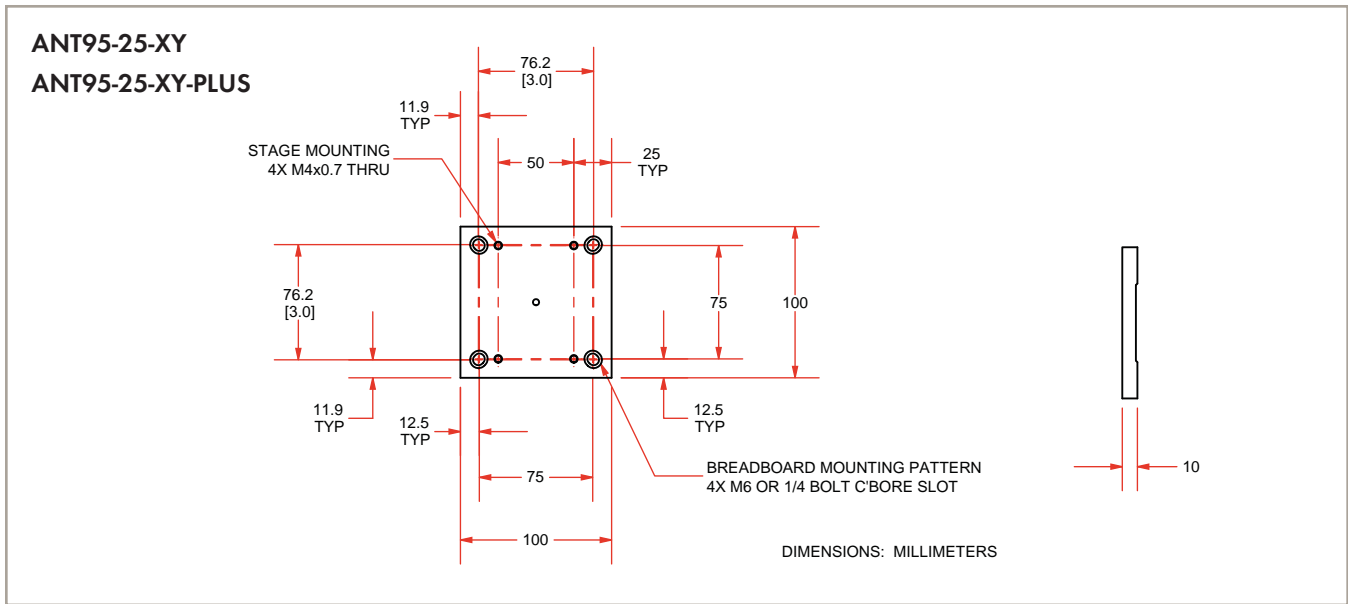 ANT95-25-XY
ANT95-25-XY-PLUS
76.2
[3.0]
11.9
TYP
STAGE MOUNTING
4X M4x0.7 THRU
50
25
TYP
76.2
[3.0]
75
100
11.9
TYP
12.5
TYP
12.5
TYP
75
BREADBOARD MOUNTING PATTERN
4X M6 OR 1/4 BOLT C'BORE SLOT
10
100
DIMENSIONS: MILLIMETERS